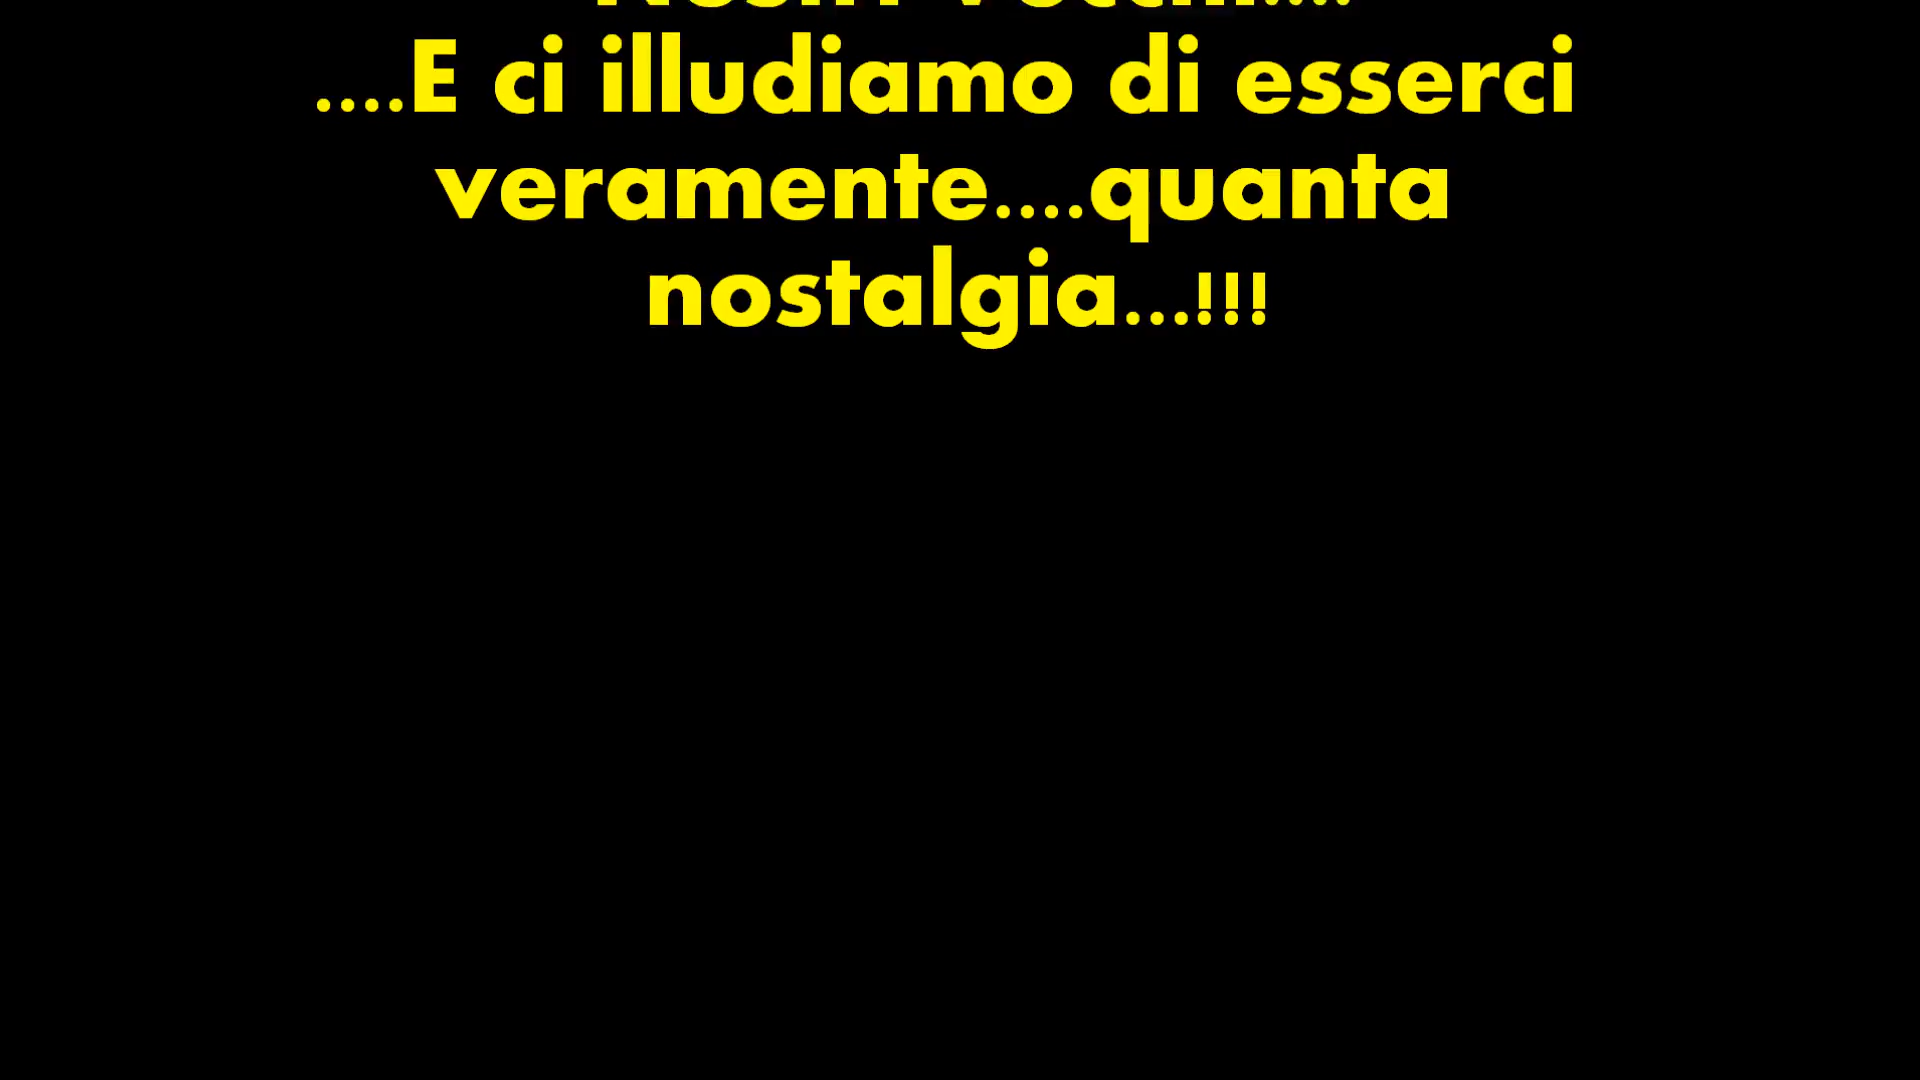 ....E ci illudiamo di esserci
veramente....quanta
nostalgia...!!!